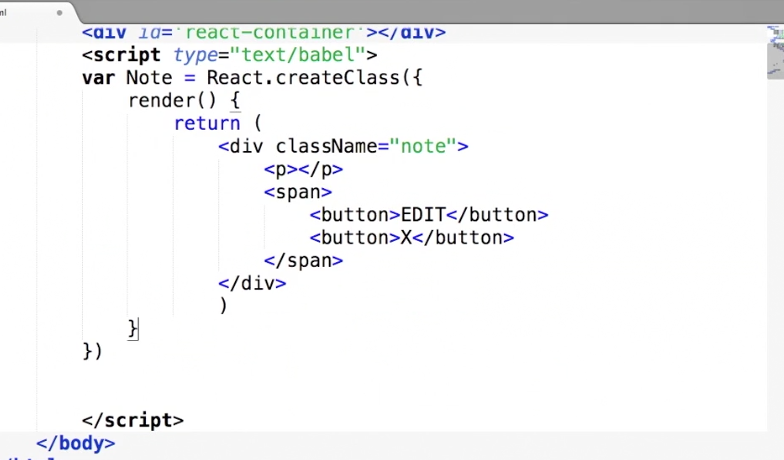 ml
<div id='react-container'></div>
<script type="text/babel">
var Note = React.createClass({
render() {
return (
<div className="note">
<p></p>
<span>
<button>EDIT</button>
<button>X</button>
</span>
</div>
)
}
})
</script>
</body>